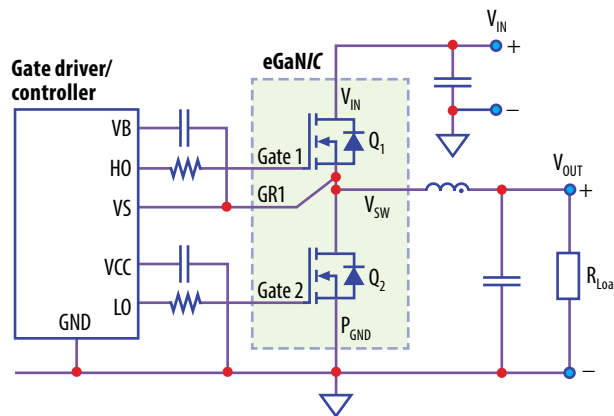 V_IN
+
−
Gate driver/
controller
eGaN/C
V_IN
VB
HO
VS
VCC
LO
GND
Gate 1
Q_1
GR1
V_SW
V_OUT
+
R_Loa
Gate 2
Q_2
P_GND
−